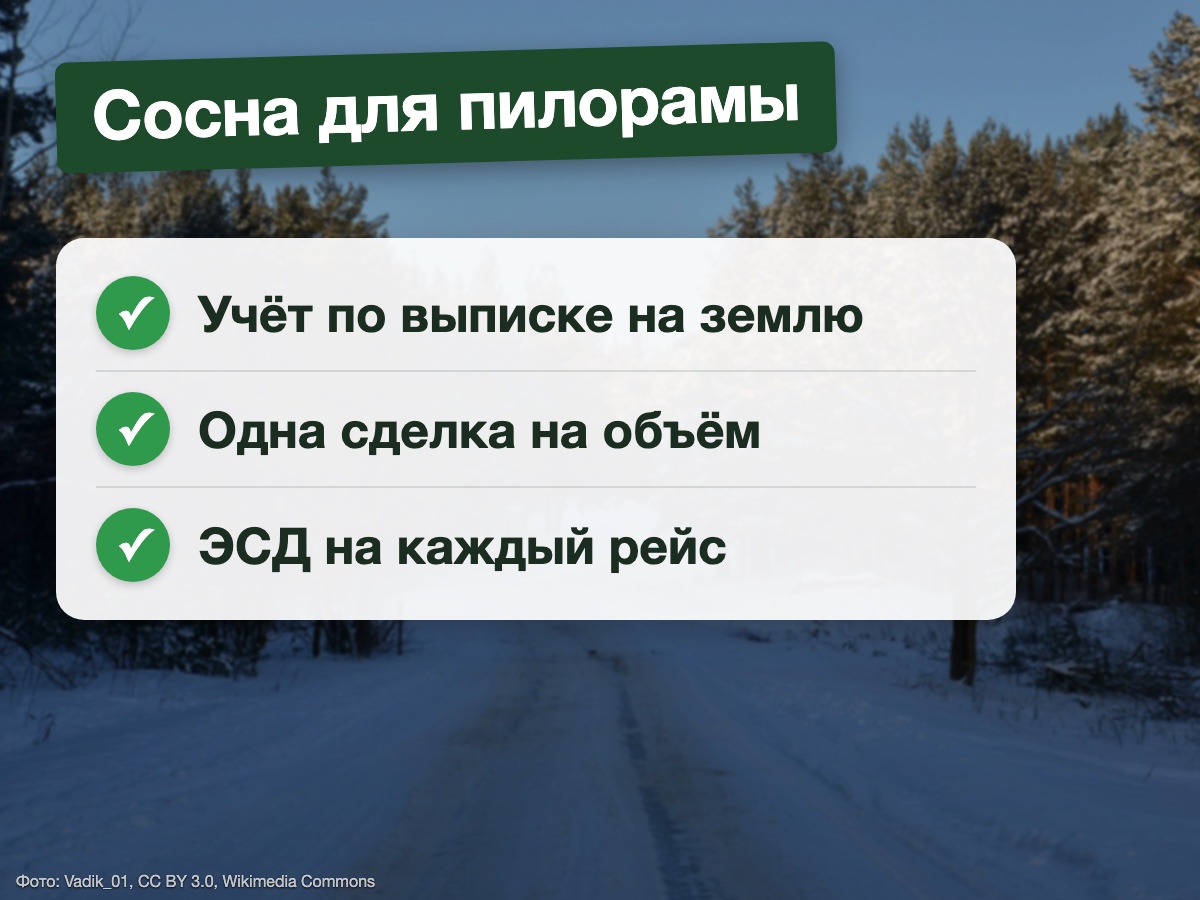 Сосна для пилорамы
Учёт по выписке на землю
Одна сделка на объём
ЭСД на каждый рейс
Фото: Vadik_01, CC BY 3.0, Wikimedia Commons